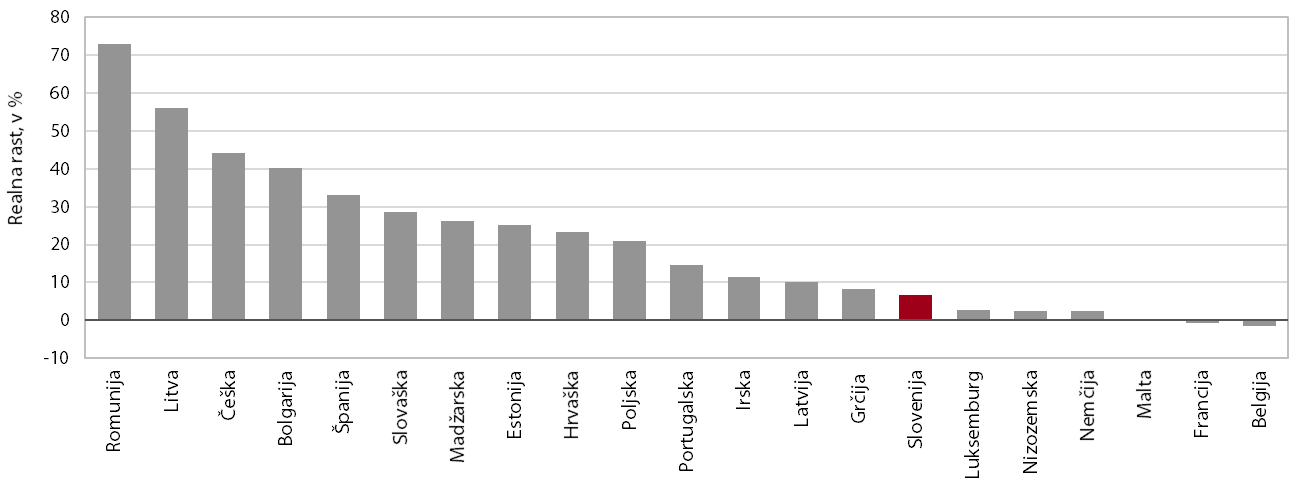 Realna rast, v %
80
70
60
50
40
30
20
10
0
-10
Romunija
Litva
Češka
Bolgarija
Španija
Slovaška
Madžarska
Estonija
Hrvaška
Poljska
Portugalska
Irska
Latvija
Grčija
Slovenija
Luksemburg
Nizozemska
Nemčija
Malta
Francija
Belgija